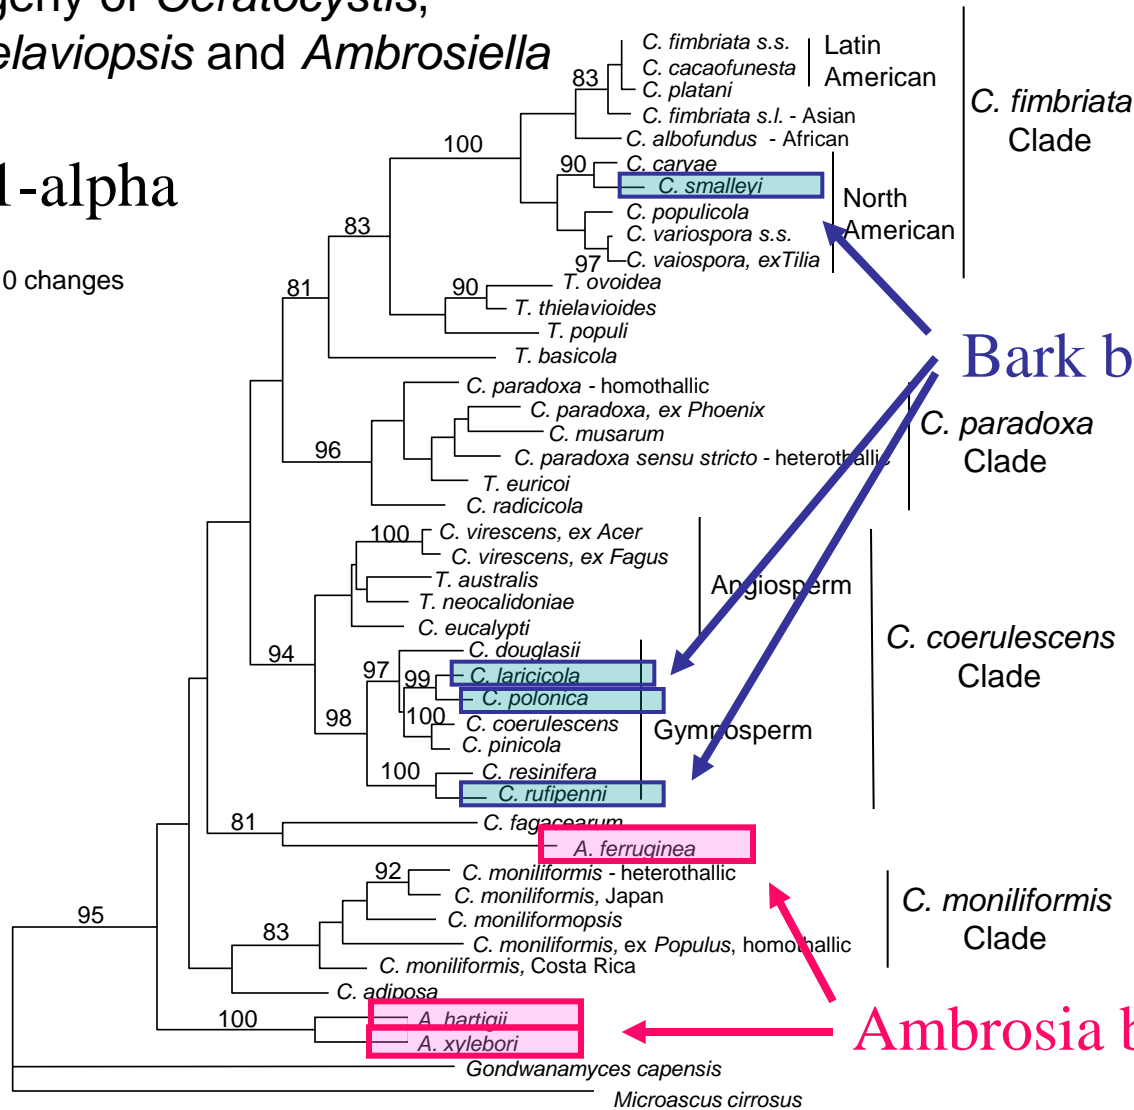 geny of Ceratocystis,
elaviopsis and Ambrosiella
1-alpha
0 changes
C. fimbriata s.s.
C. cacaofunesta
C. platani
Latin
American
C. fimbriata s.l. - Asian
C. albofundus - African
C. fimbriata
Clade
83
100
90
C. caryae
C. smalleyi
C. populicola
C. variospora s.s.
C. vaiospora, exTilia
97
North
American
83
81
90
T. ovoidea
T. thielavioides
T. populi
T. basicola
Bark b
C. paradoxa - homothallic
C. paradoxa, ex Phoenix
C. musarum
C. paradoxa sensu stricto - heterothallic
T. euricoi
C. radicicola
96
C. paradoxa
Clade
100
C. virescens, ex Acer
C. virescens, ex Fagus
T. australis
T. neocalidoniae
C. eucalypti
Angiosperm
94
C. coerulescens
Clade
97
99
C. douglasii
C. laricicola
C. polonica
100
C. coerulescens
C. pinicola
98
Gymnosperm
100
C. resinifera
C. rufipenni
81
C. fagacearum
A. ferruginea
92
C. moniliformis - heterothallic
C. moniliformis, Japan
C. moniliformopsis
C. moniliformis, ex Populus, homothallic
C. moniliformis, Costa Rica
83
C. moniliformis
Clade
95
C. adiposa
100
A. hartigii
A. xylebori
Ambrosia b
Gondwanamyces capensis
Microascus cirrosus